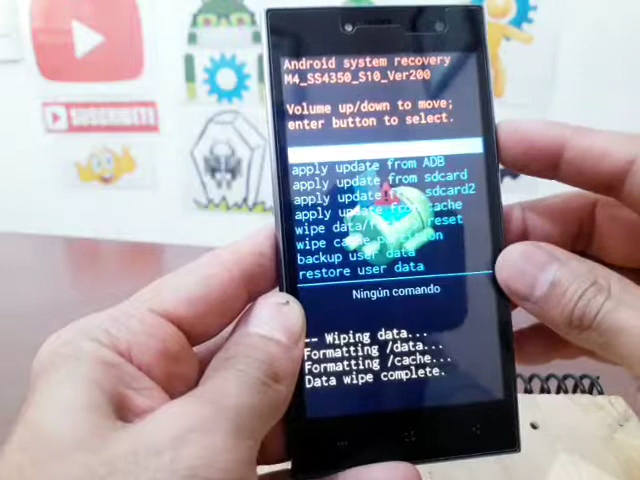 SUSCRIBETE
Android system recovery
M4_SS4350_S10_Ver200
Volume up/down to move;
enter button to select.
apply update from ADB
apply update from sdcard
apply update from sdcard2
apply update from cache
wipe data/ reset
wipe cache partition
backup user data
restore user data
Ningún comando
-- Wiping data...
Formatting /data...
Formatting /cache...
Data wipe complete.